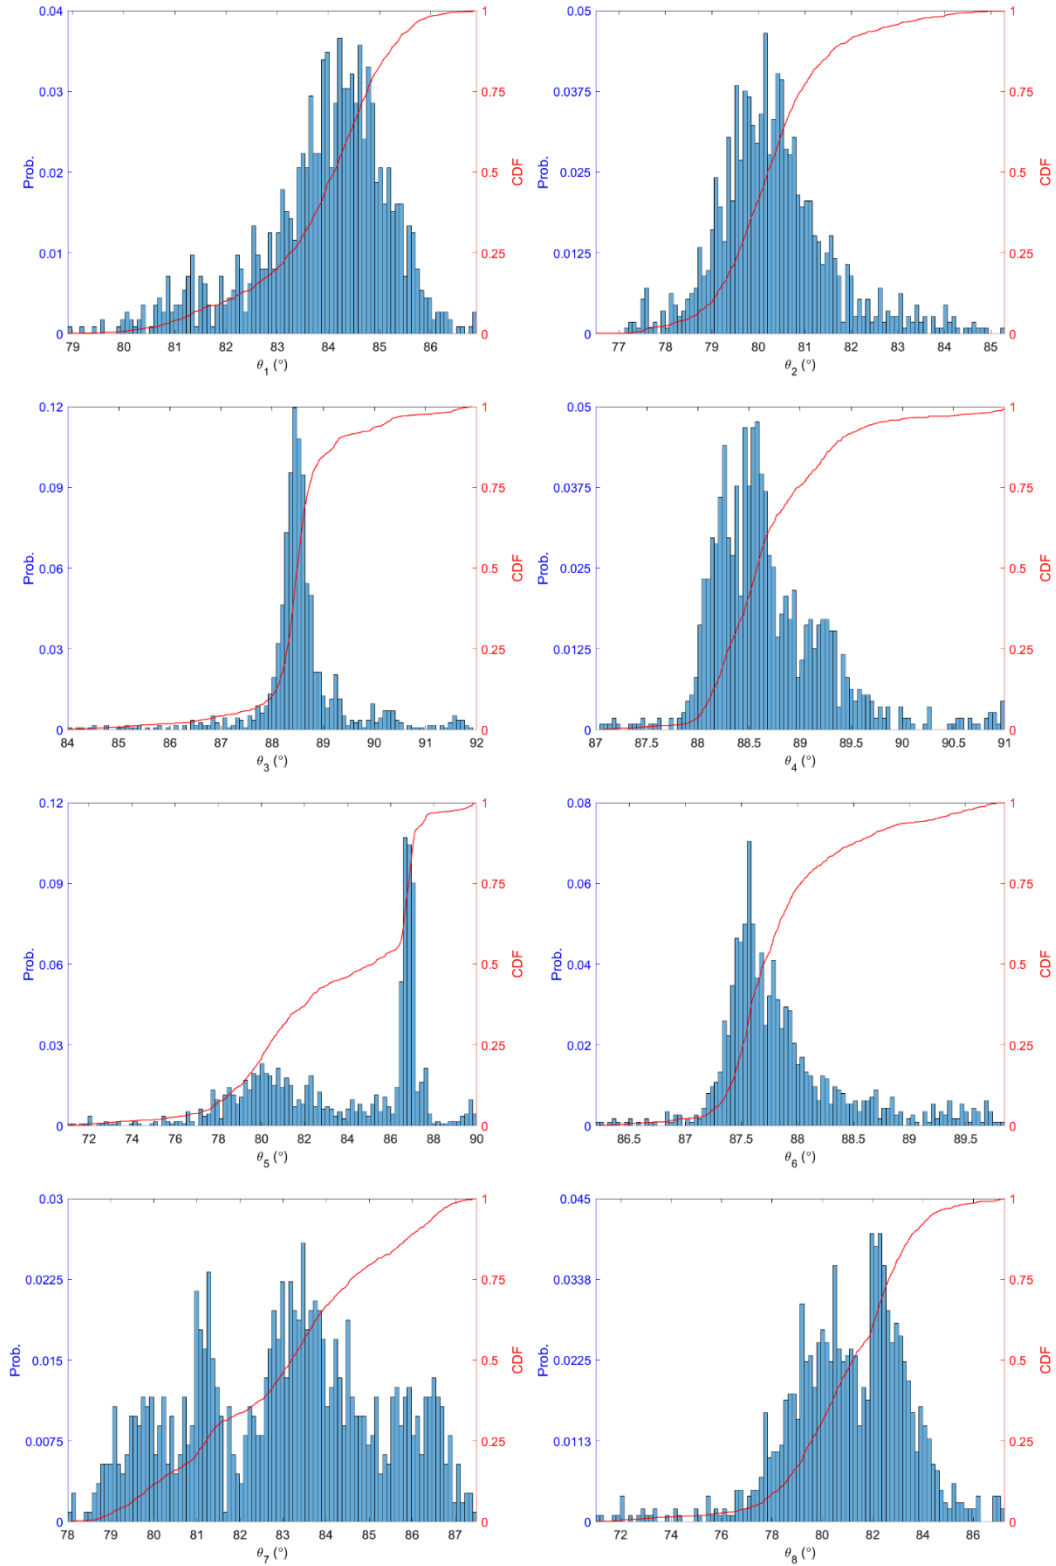 0.04 0.03 0.02 0.01 0
Prob.
1 0.75 0.5 0.25 0
CDF
79 80 81 82 83 84 85 86
θ1 (°)
0.05 0.0375 0.025 0.0125 0
Prob.
1 0.75 0.5 0.25 0
CDF
77 78 79 80 81 82 83 84 85
θ2 (°)
0.12 0.09 0.06 0.03 0
Prob.
1 0.75 0.5 0.25 0
CDF
84 85 86 87 88 89 90 91 92
θ3 (°)
0.05 0.0375 0.025 0.0125 0
Prob.
1 0.75 0.5 0.25 0
CDF
87 87.5 88 88.5 89 89.5 90 90.5 91
θ4 (°)
0.12 0.09 0.06 0.03 0
Prob.
1 0.75 0.5 0.25 0
CDF
72 74 76 78 80 82 84 86 88 90
θ5 (°)
0.08 0.06 0.04 0.02 0
Prob.
1 0.75 0.5 0.25 0
CDF
86.5 87 87.5 88 88.5 89 89.5
θ6 (°)
0.03 0.0225 0.015 0.0075 0
Prob.
1 0.75 0.5 0.25 0
CDF
78 79 80 81 82 83 84 85 86 87
θ7 (°)
0.045 0.0338 0.0225 0.0113 0
Prob.
1 0.75 0.5 0.25 0
CDF
72 74 76 78 80 82 84 86
θ8 (°)